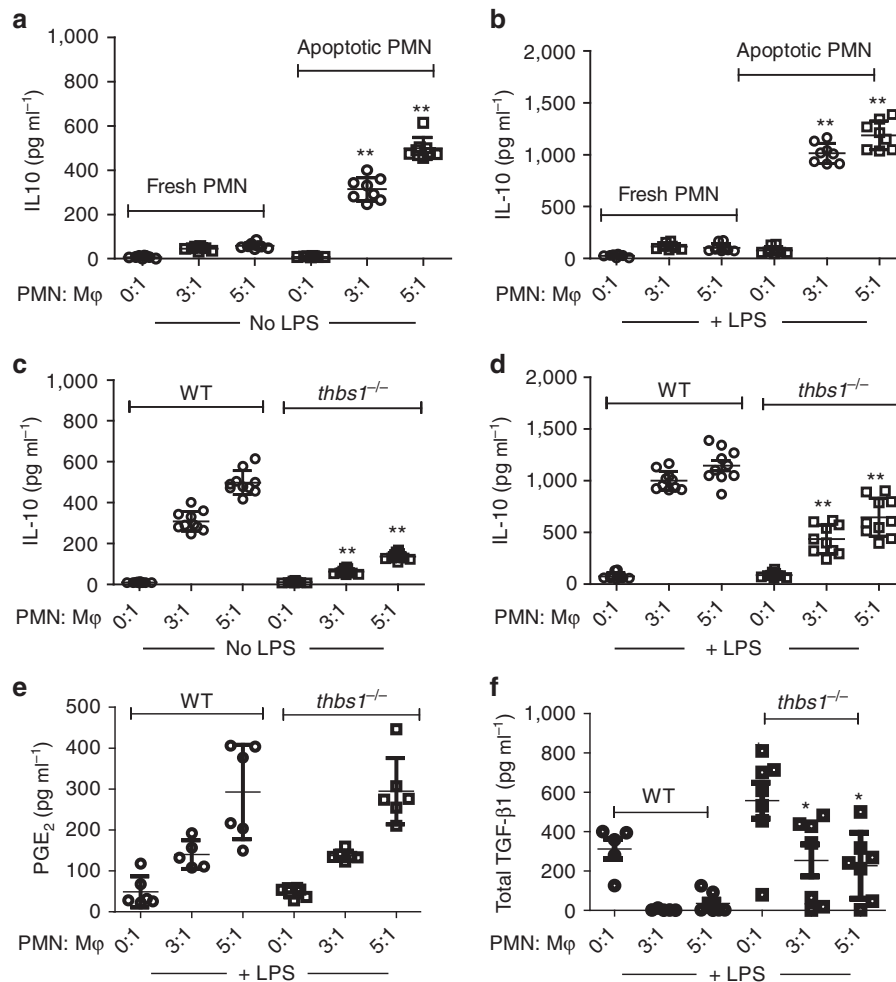 a
1,000
800
600
400
200
0
IL10 (pg ml⁻¹)
Apoptotic PMN
**
**
Fresh PMN
PMN: Mφ
0:1
3:1
5:1
0:1
3:1
5:1
No LPS
b
2,000
1,500
1,000
500
0
IL-10 (pg ml⁻¹)
Apoptotic PMN
**
**
Fresh PMN
PMN: Mφ
0:1
3:1
5:1
0:1
3:1
5:1
+ LPS
c
1,000
800
600
400
200
0
IL-10 (pg ml⁻¹)
WT
thbs1⁻/⁻
**
**
PMN: Mφ
0:1
3:1
5:1
0:1
3:1
5:1
No LPS
d
2,000
1,500
1,000
500
0
IL-10 (pg ml⁻¹)
WT
thbs1⁻/⁻
**
**
PMN: Mφ
0:1
3:1
5:1
0:1
3:1
5:1
+ LPS
e
500
400
300
200
100
0
PGE₂ (pg ml⁻¹)
WT
thbs1⁻/⁻
PMN: Mφ
0:1
3:1
5:1
0:1
3:1
5:1
+ LPS
f
1,000
800
600
400
200
0
Total TGF-β1 (pg ml⁻¹)
thbs1⁻/⁻
WT
*
*
PMN: Mφ
0:1
3:1
5:1
0:1
3:1
5:1
+ LPS